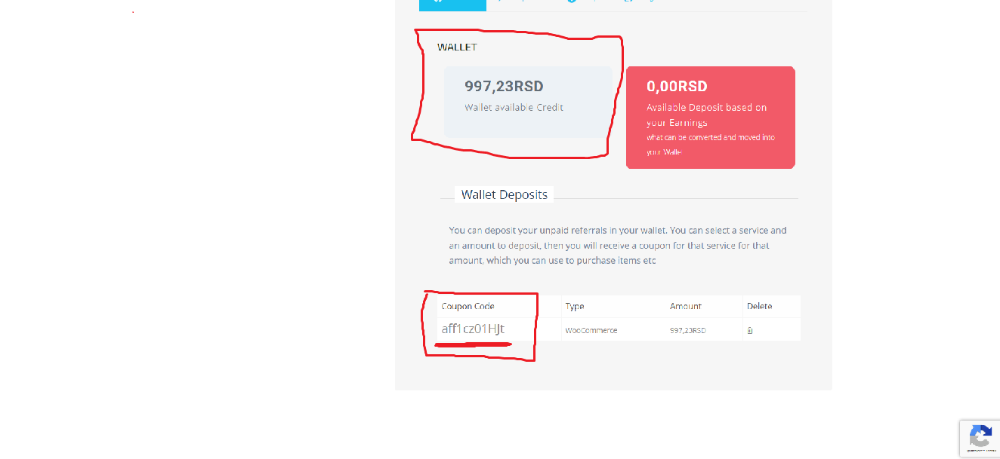 WALLET
997,23RSD
Wallet available Credit
0,00RSD
Available Deposit based on
your Earnings
what can be converted and moved into
your Wallet
Wallet Deposits
You can deposit your unpaid referrals in your wallet. You can select a service and
an amount to deposit, then you will receive a coupon for that service for that
amount, which you can use to purchase items etc
Coupon Code Type Amount Delete
aff1cz01HJt WooCommerce 997,23RSD